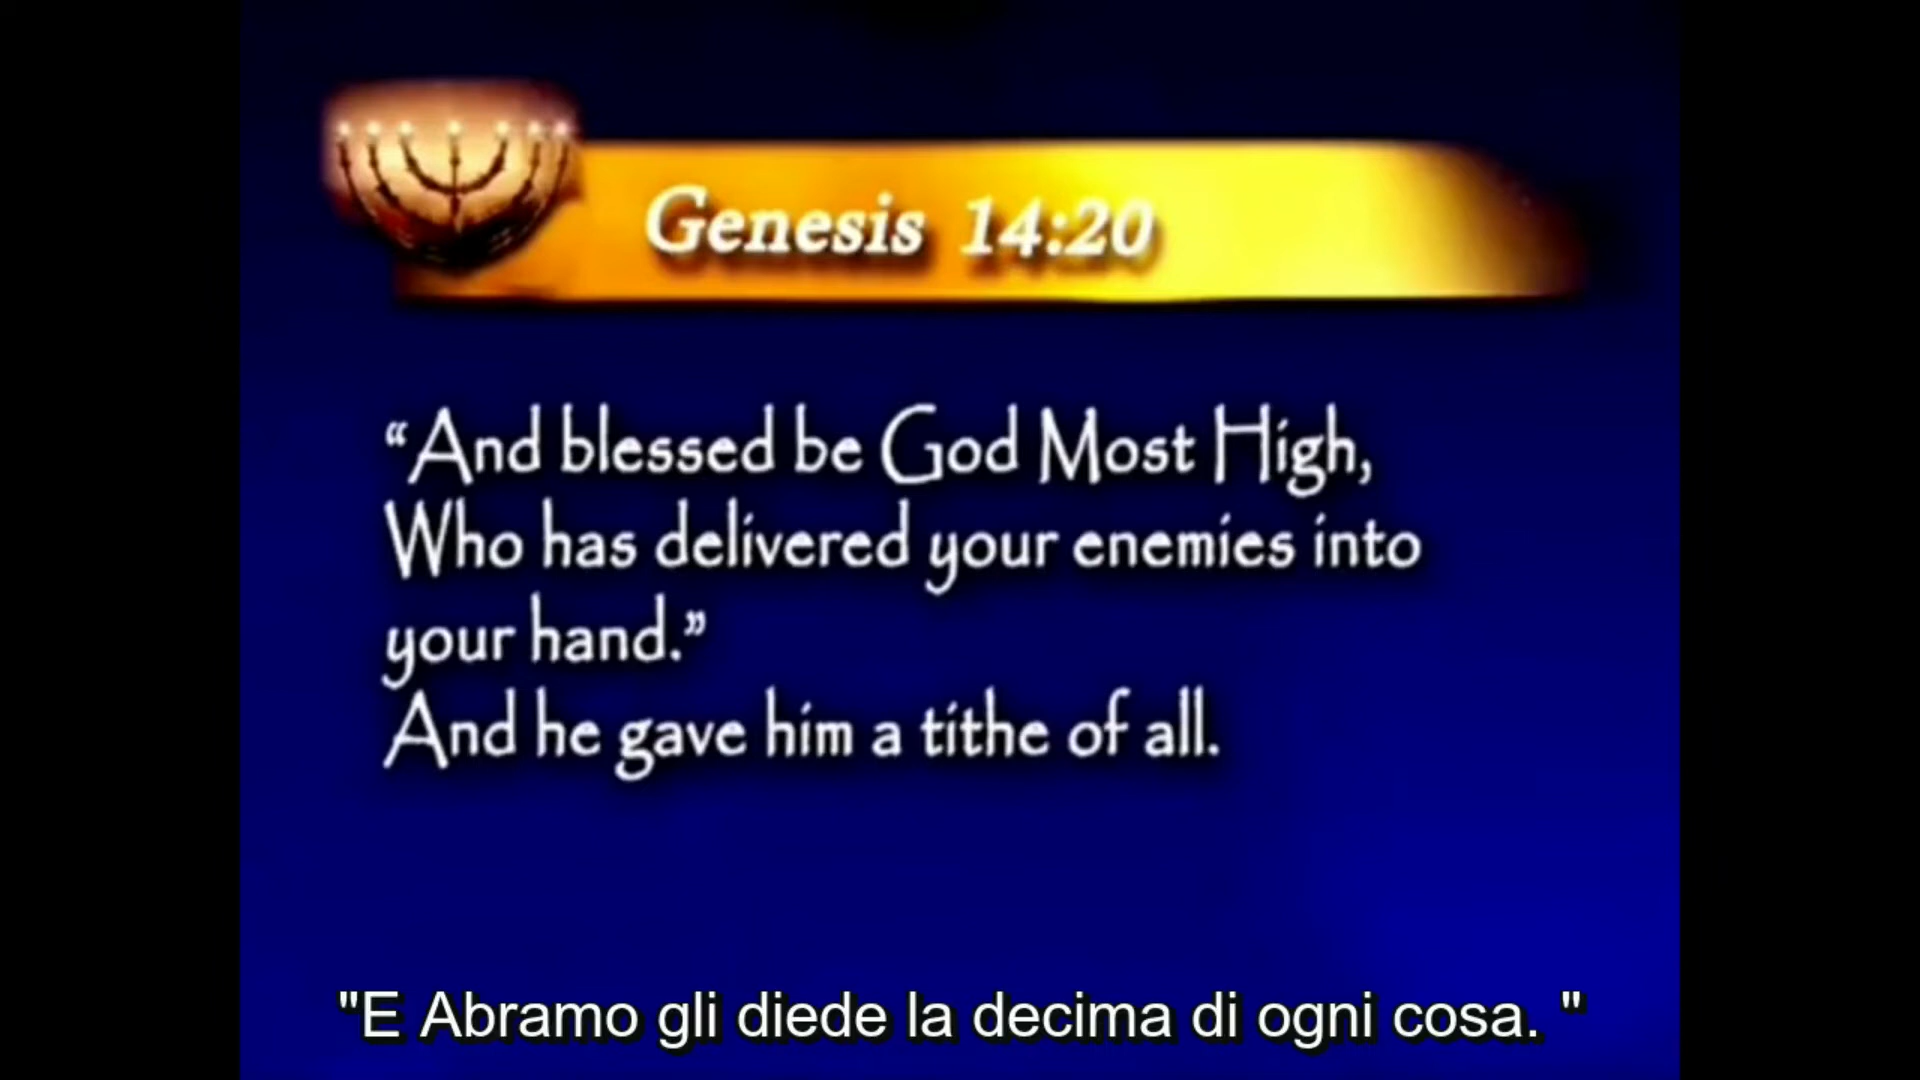 Genesis 14:20
“And blessed be God Most High,
Who has delivered your enemies into
your hand.”
And he gave him a tithe of all.
"E Abramo gli diede la decima di ogni cosa. "